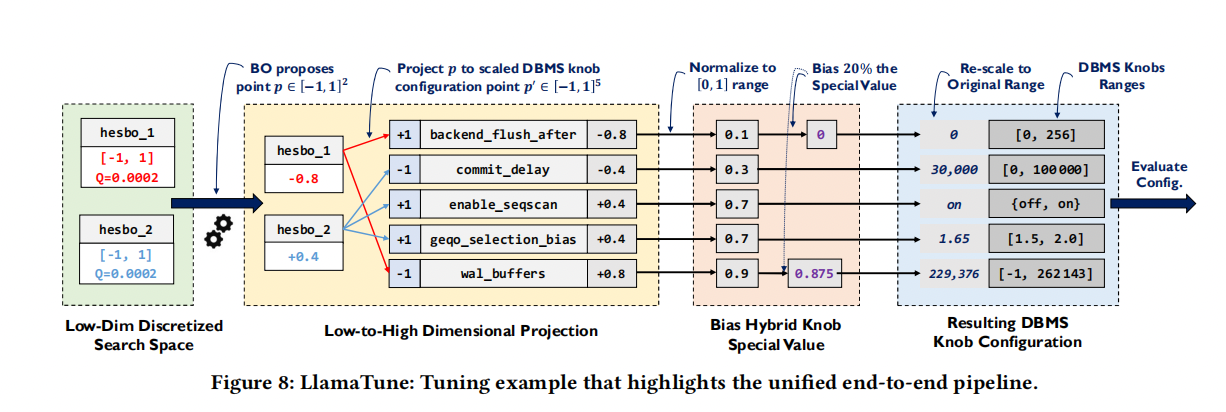 BO proposes
point p ∈ [−1, 1]²
Project p to scaled DBMS knob
configuration point p′ ∈ [−1, 1]⁵
Normalize to
[0, 1] range
Bias 20% the
Special Value
Re-scale to
Original Range
DBMS Knobs
Ranges
hesbo_1
[-1, 1]
Q=0.0002
hesbo_2
[-1, 1]
Q=0.0002
hesbo_1
-0.8
hesbo_2
+0.4
+1 backend_flush_after -0.8 0.1 0 0 [0, 256]
-1 commit_delay -0.4 0.3 30,000 [0, 100000]
+1 enable_seqscan +0.4 0.7 on {off, on}
+1 geqo_selection_bias +0.4 0.7 1.65 [1.5, 2.0]
-1 wal_buffers +0.8 0.9 0.875 229,376 [-1, 262143]
Evaluate
Config.
Low-Dim Discretized
Search Space
Low-to-High Dimensional Projection
Bias Hybrid Knob
Special Value
Resulting DBMS
Knob Configuration
Figure 8: LlamaTune: Tuning example that highlights the unified end-to-end pipeline.